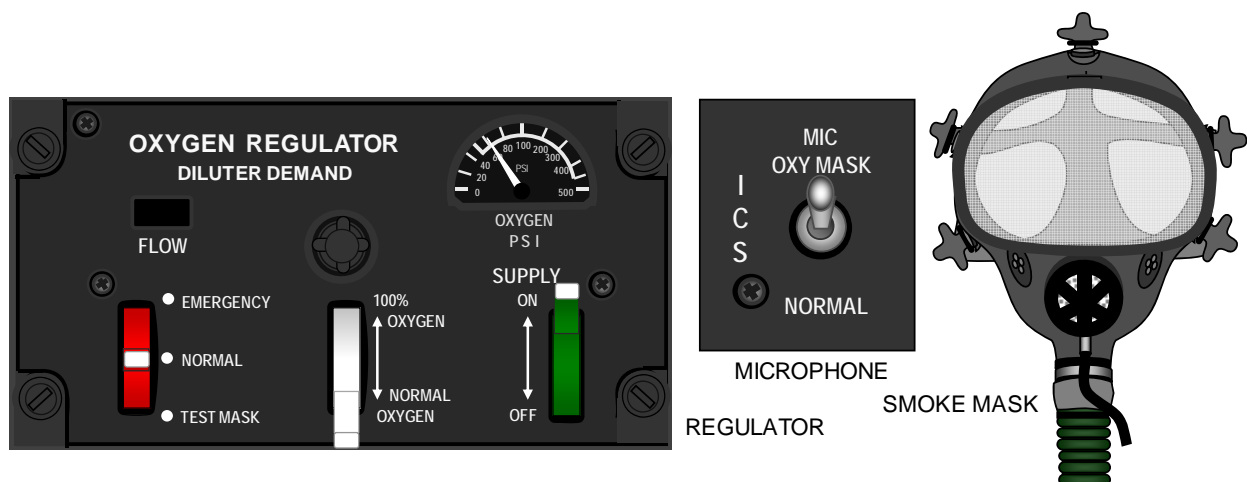 OXYGEN REGULATOR
DILUTER DEMAND
FLOW
0
20
40
60
80
100
200
300
400
500
PSI
OXYGEN
PSI
SUPPLY
EMERGENCY
NORMAL
TEST MASK
100%
OXYGEN
NORMAL
OXYGEN
ON
OFF
MIC
OXY MASK
I
C
S
NORMAL
MICROPHONE
REGULATOR
SMOKE MASK